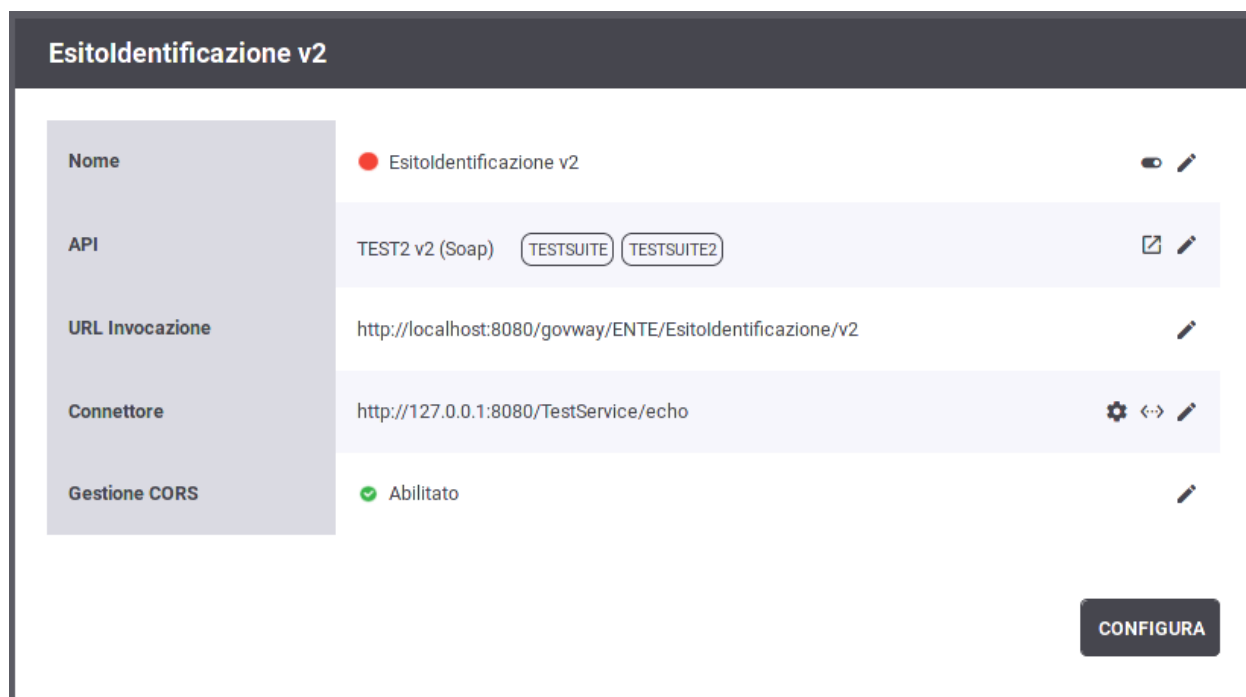 EsitoIdentificazione v2
Nome EsitoIdentificazione v2
API TEST2 v2 (Soap) TESTSUITE TESTSUITE2
URL Invocazione http://localhost:8080/govway/ENTE/EsitoIdentificazione/v2
Connettore http://127.0.0.1:8080/TestService/echo
Gestione CORS Abilitato
CONFIGURA